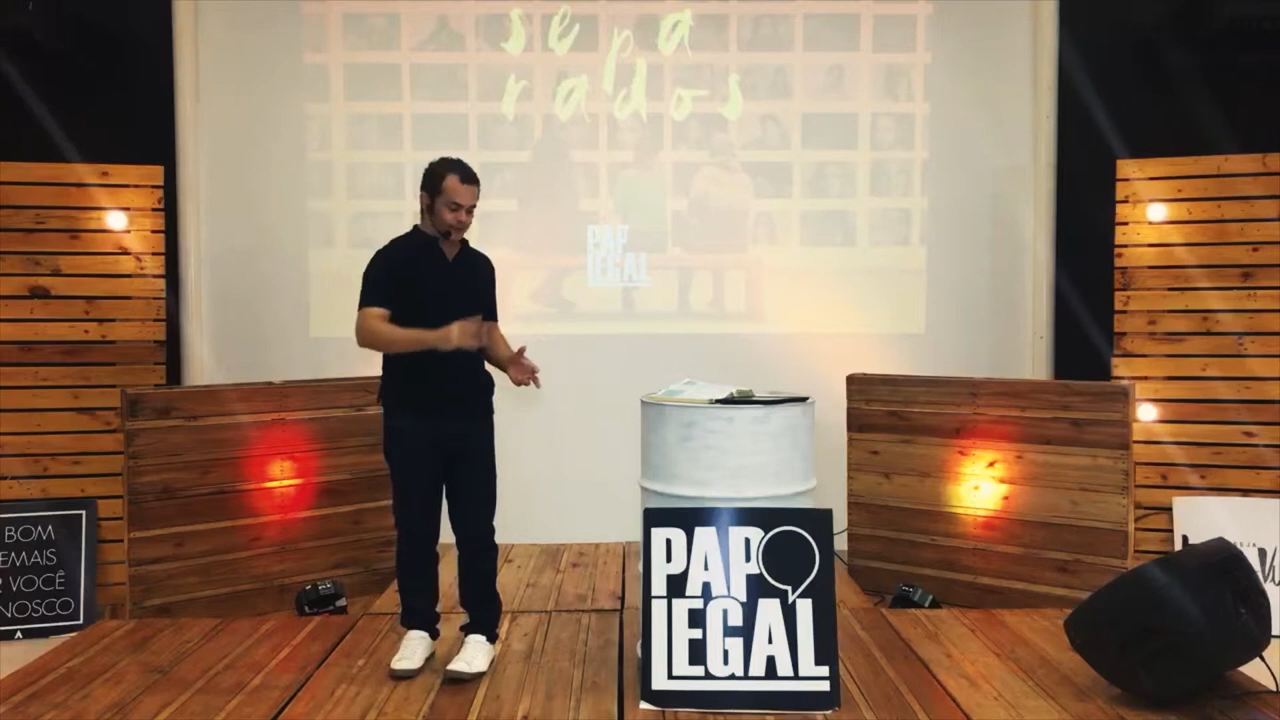 sepa
rados
PAPO
LEGAL
BOM
EMAIS
R VOCÊ
NOSCO
PAPO
LEGAL